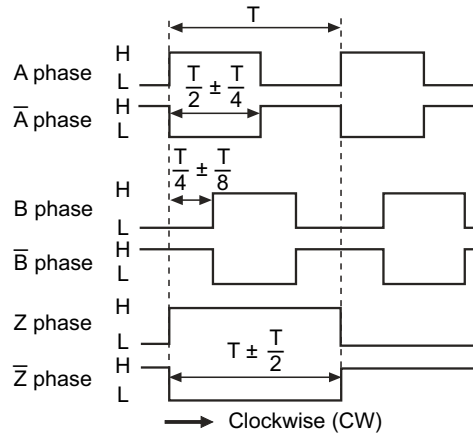 T
H
A phase
L
T/2 ± T/4
H
A̅ phase
L
T/4 ± T/8
H
B phase
L
H
B̅ phase
L
H
Z phase
L
T ± T/2
H
Z̅ phase
L
Clockwise (CW)